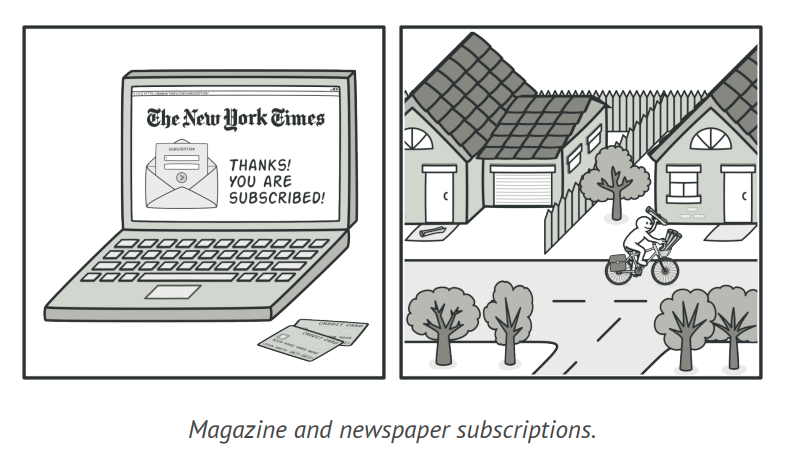 The New York Times
SUBSCRIPTION
THANKS!
YOU ARE
SUBSCRIBED!
CREDIT CARD
CREDIT CARD
Magazine and newspaper subscriptions.